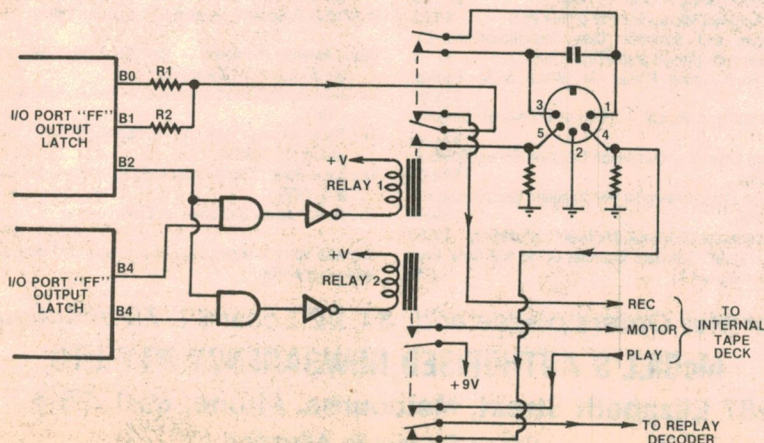 I/O PORT "FF"
OUTPUT
LATCH
B0
B1
B2
R1
R2
I/O PORT "FF"
OUTPUT
LATCH
B4
B4
+V
RELAY 1
+V
RELAY 2
3
1
5
2
4
REC
MOTOR
PLAY
TO
INTERNAL
TAPE
DECK
+9V
TO REPLAY
DECODER